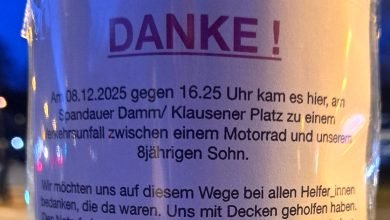 DANKE !
Am 08.12.2025 gegen 16.25 Uhr kam es hier, am
Spandauer Damm/ Klausener Platz zu einem
Verkehrsunfall zwischen einem Motorrad und unserem
8jährigen Sohn.
Wir möchten uns auf diesem Wege bei allen Helfer_innen
bedanken, die da waren. Uns mit Decken geholfen haben.